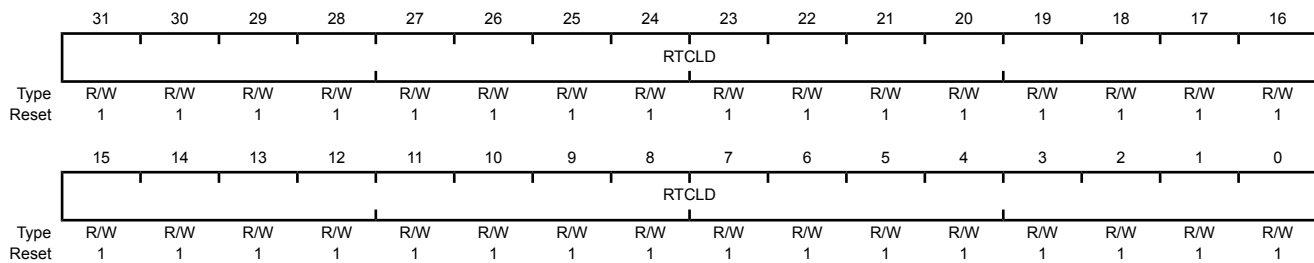 31 30 29 28 27 26 25 24 23 22 21 20 19 18 17 16
RTCLD
Type R/W R/W R/W R/W R/W R/W R/W R/W R/W R/W R/W R/W R/W R/W R/W R/W
Reset 1 1 1 1 1 1 1 1 1 1 1 1 1 1 1 1
15 14 13 12 11 10 9 8 7 6 5 4 3 2 1 0
RTCLD
Type R/W R/W R/W R/W R/W R/W R/W R/W R/W R/W R/W R/W R/W R/W R/W R/W
Reset 1 1 1 1 1 1 1 1 1 1 1 1 1 1 1 1